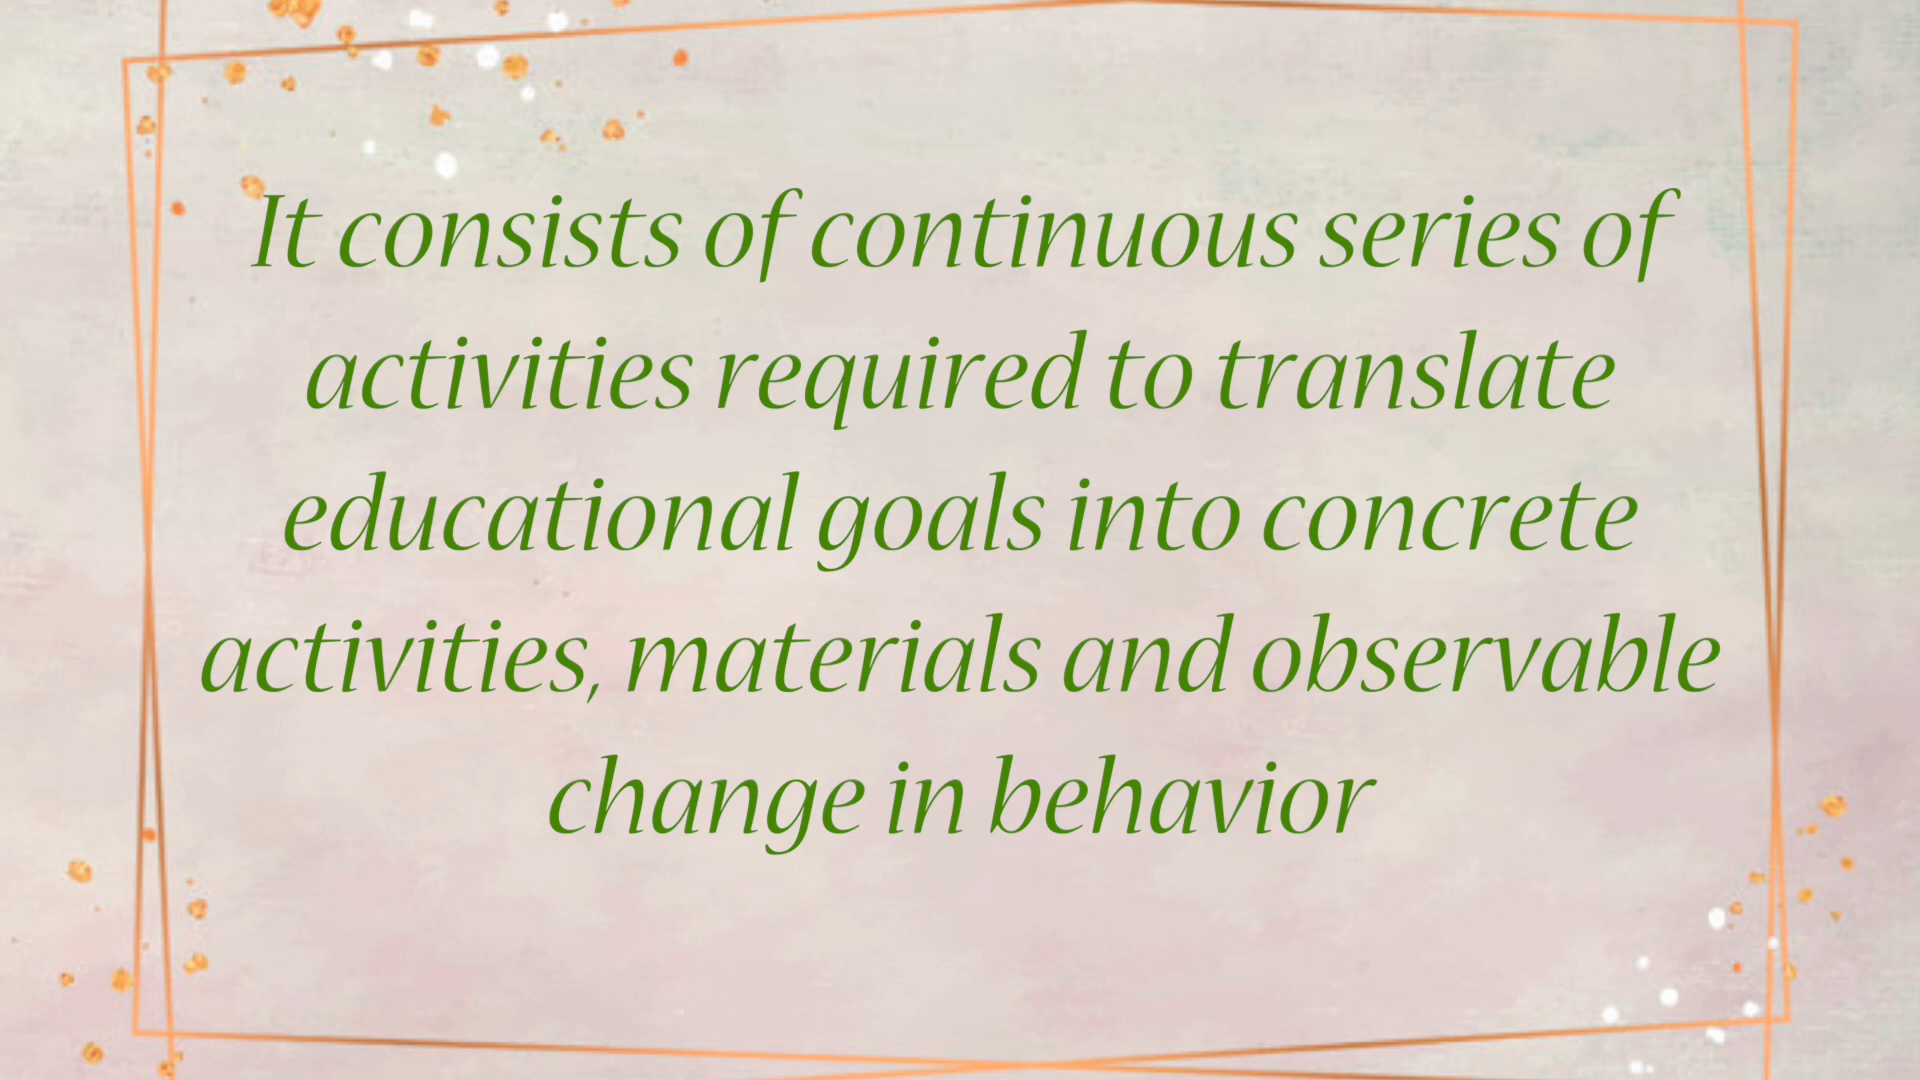 It consists of continuous series of
activities required to translate
educational goals into concrete
activities, materials and observable
change in behavior